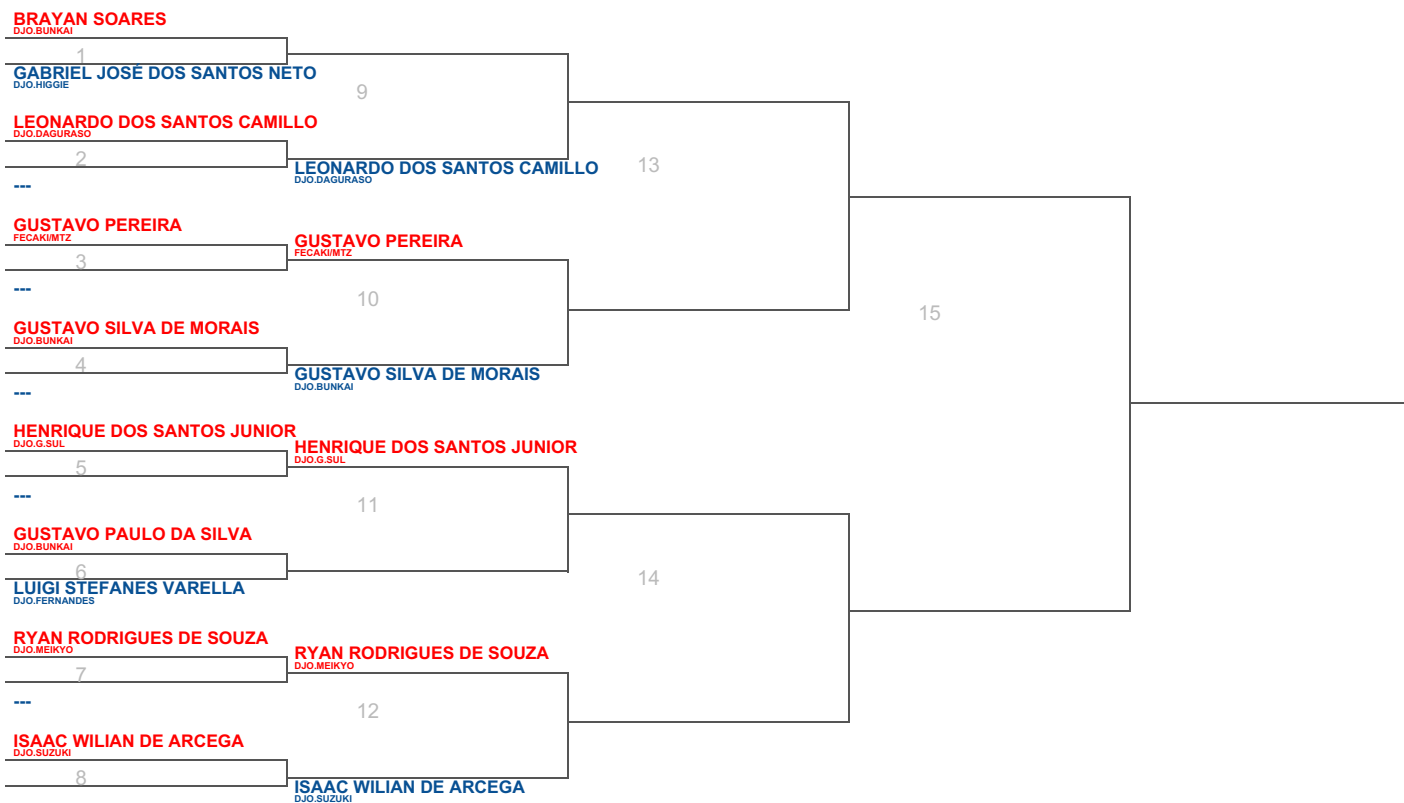 BRAYAN SOARES
DJO.BUNKAI
1
GABRIEL JOSÉ DOS SANTOS NETO
DJO.HIGGIE
9
LEONARDO DOS SANTOS CAMILLO
DJO.DAGURASO
2
---
LEONARDO DOS SANTOS CAMILLO
DJO.DAGURASO
13
GUSTAVO PEREIRA
FECAKI/MTZ
3
---
GUSTAVO PEREIRA
FECAKI/MTZ
10
15
GUSTAVO SILVA DE MORAIS
DJO.BUNKAI
4
---
GUSTAVO SILVA DE MORAIS
DJO.BUNKAI
HENRIQUE DOS SANTOS JUNIOR
DJO.G.SUL
5
---
HENRIQUE DOS SANTOS JUNIOR
DJO.G.SUL
11
GUSTAVO PAULO DA SILVA
DJO.BUNKAI
6
LUIGI STEFANES VARELLA
DJO.FERNANDES
14
RYAN RODRIGUES DE SOUZA
DJO.MEIKYO
7
---
RYAN RODRIGUES DE SOUZA
DJO.MEIKYO
12
ISAAC WILIAN DE ARCEGA
DJO.SUZUKI
8
ISAAC WILIAN DE ARCEGA
DJO.SUZUKI